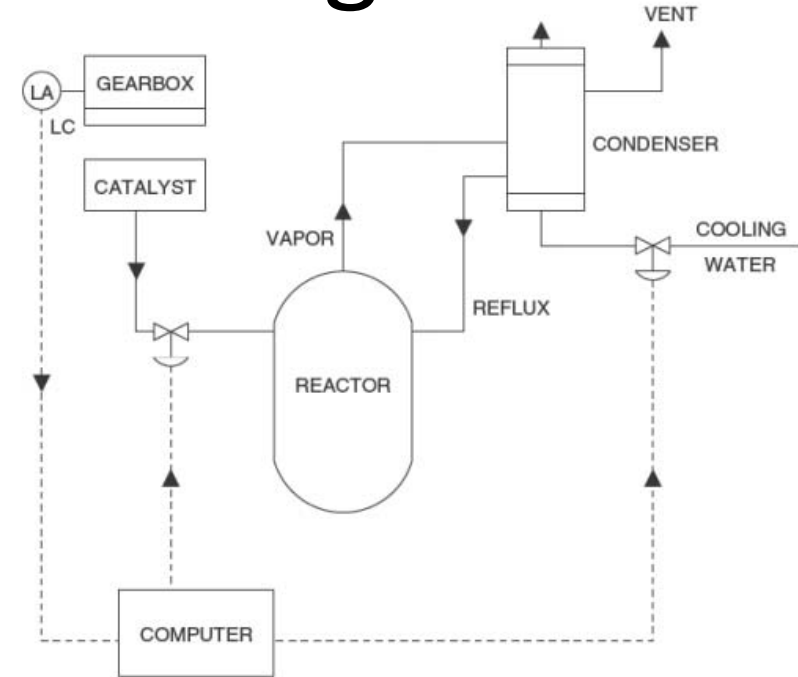 g
VENT
GEARBOX
LA
LC
CONDENSER
CATALYST
COOLING
WATER
VAPOR
REFLUX
REACTOR
COMPUTER